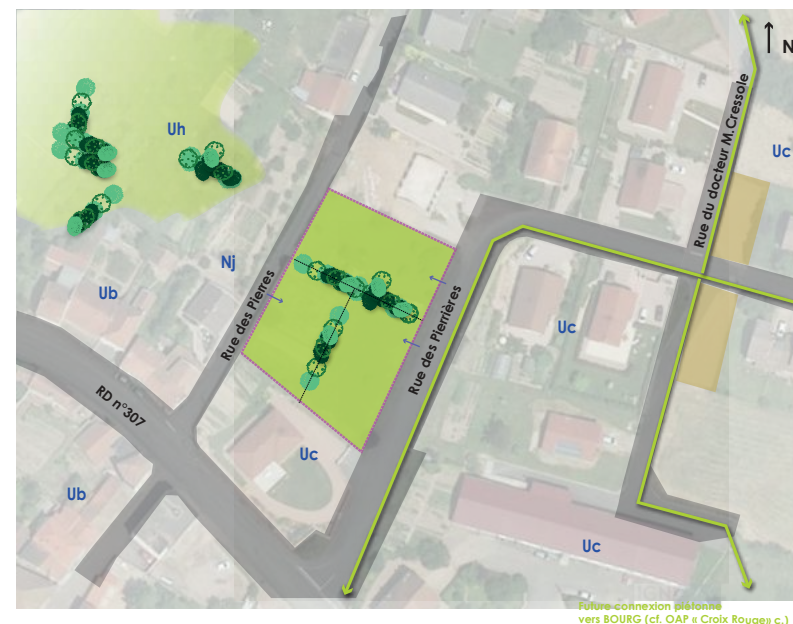 N
Rue du docteur M.Cressole
Uc
Uh
Nj
Ub
Rue des Pierres
Rue des Pierrières
Uc
RD n°307
Uc
Ub
Uc
Future connexion piétonne
vers BOURG (cf. OAP « Croix Rouge» c.)